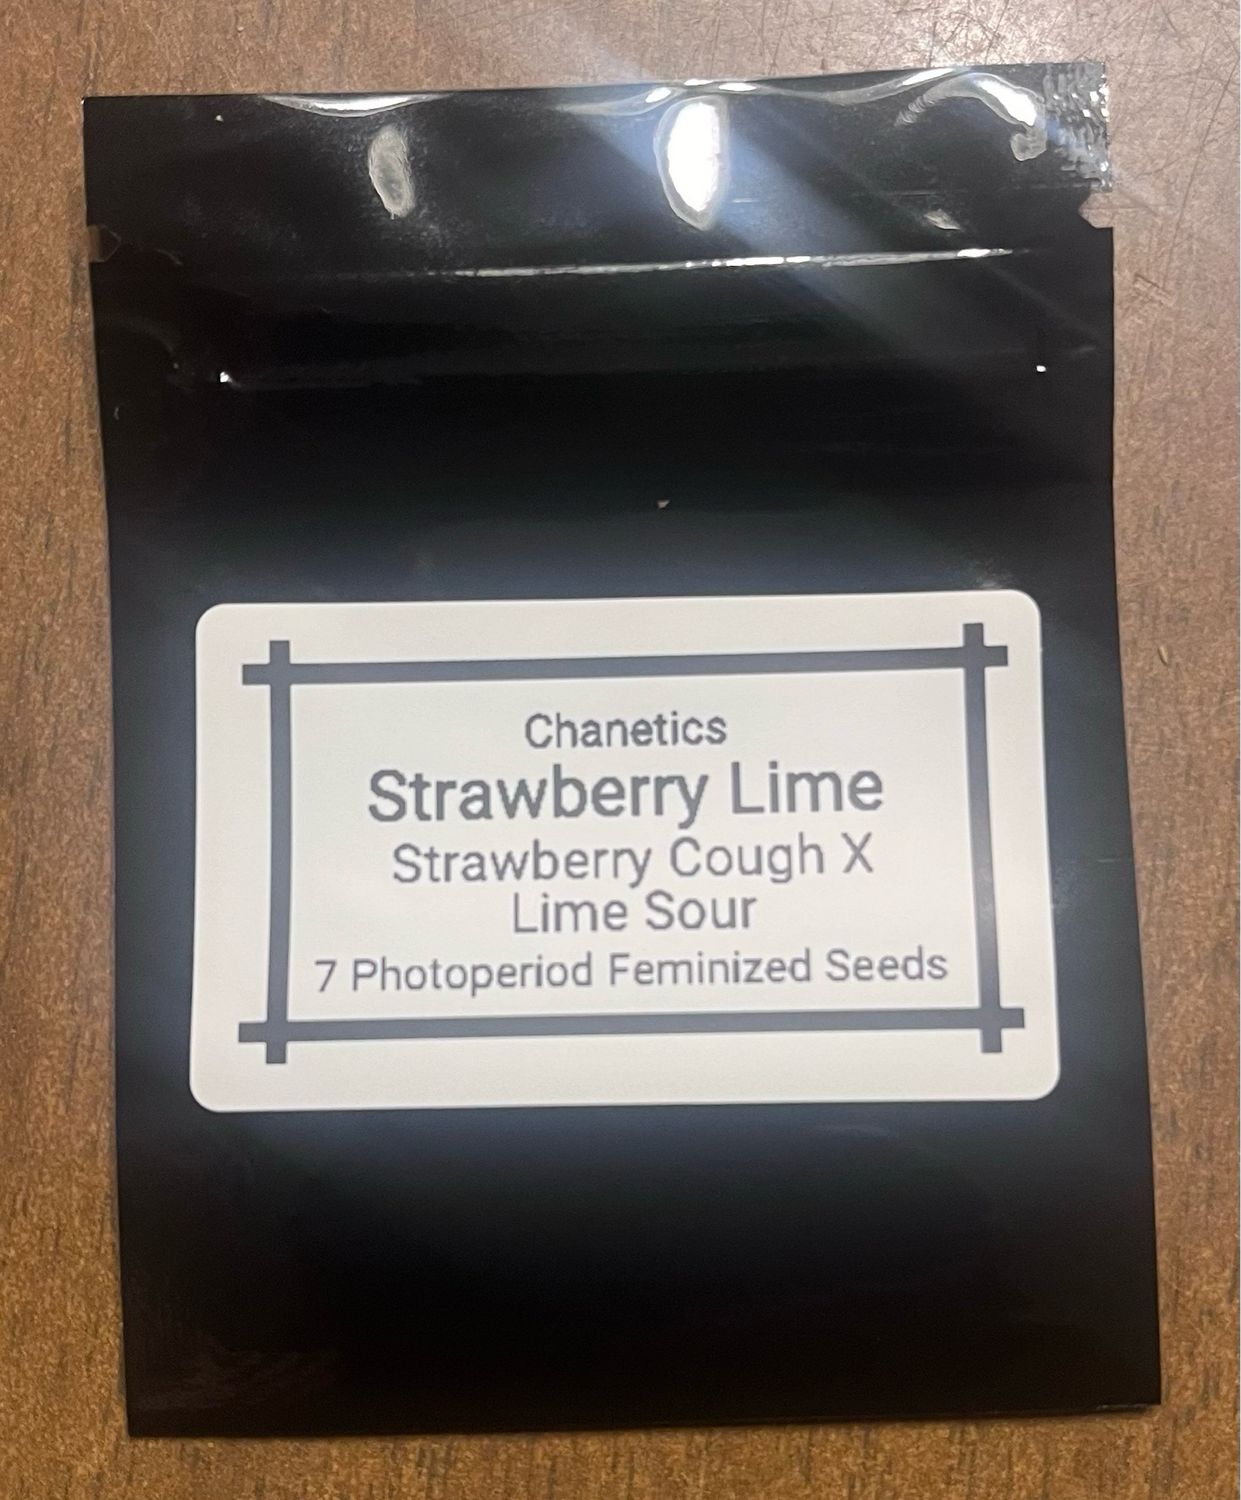 Chanetics
Strawberry Lime
Strawberry Cough X
Lime Sour
7 Photoperiod Feminized Seeds